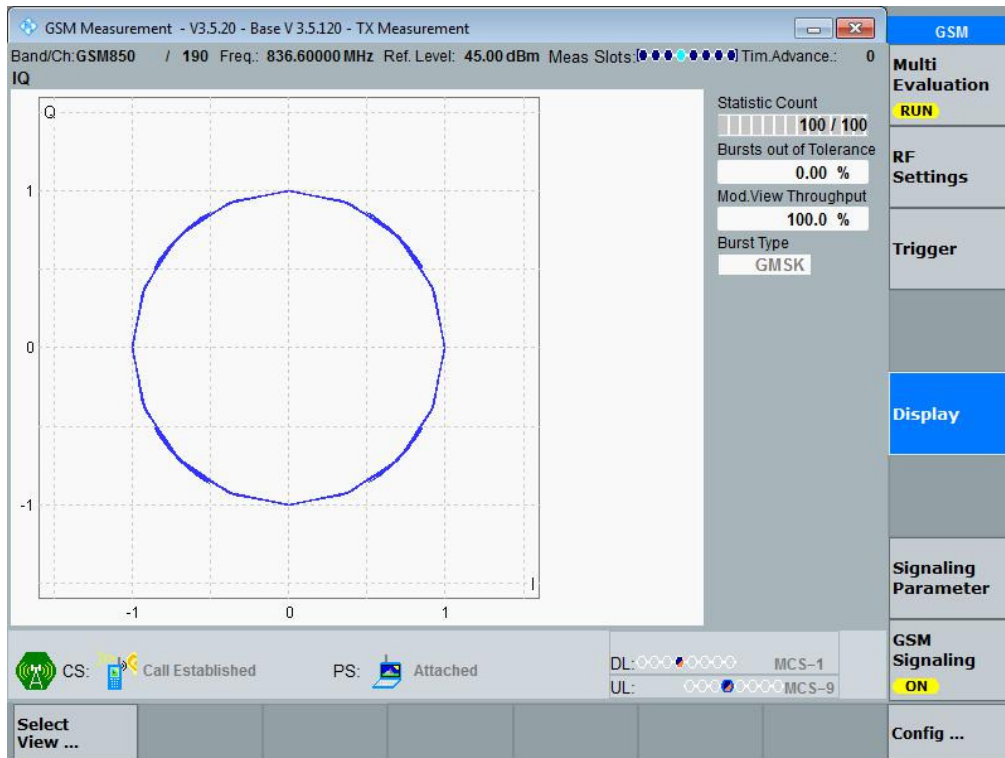 GSM Measurement - V3.5.20 - Base V 3.5.120 - TX Measurement
GSM
Band/Ch: GSM850 / 190 Freq.: 836.60000 MHz Ref. Level: 45.00 dBm Meas Slots: Tim.Advance.: 0
IQ
Multi
Evaluation
RUN
Q
1
0
-1
I
-1 0 1
Statistic Count
100 / 100
Bursts out of Tolerance
0.00 %
Mod.View Throughput
100.0 %
Burst Type
GMSK
RF
Settings
Trigger
Display
Signaling
Parameter
GSM
Signaling
ON
CS: Call Established PS: Attached
DL: MCS-1
UL: MCS-9
Select
View ...
Config ...